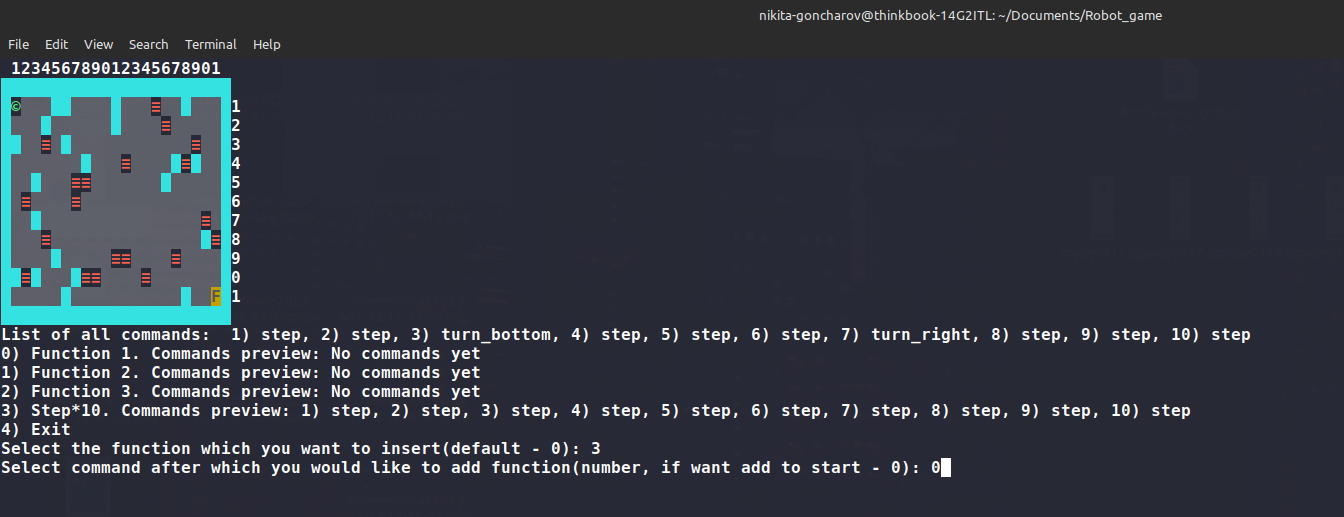 nikita-goncharov@thinkbook-14G2ITL: ~/Documents/Robot_game
File Edit View Search Terminal Help
123456789012345678901
© 1
2
3
4
5
6
7
8
9
0
F 1
List of all commands:  1) step, 2) step, 3) turn_bottom, 4) step, 5) step, 6) step, 7) turn_right, 8) step, 9) step, 10) step
0) Function 1. Commands preview: No commands yet
1) Function 2. Commands preview: No commands yet
2) Function 3. Commands preview: No commands yet
3) Step*10. Commands preview: 1) step, 2) step, 3) step, 4) step, 5) step, 6) step, 7) step, 8) step, 9) step, 10) step
4) Exit
Select the function which you want to insert(default - 0): 3
Select command after which you would like to add function(number, if want add to start - 0): 0